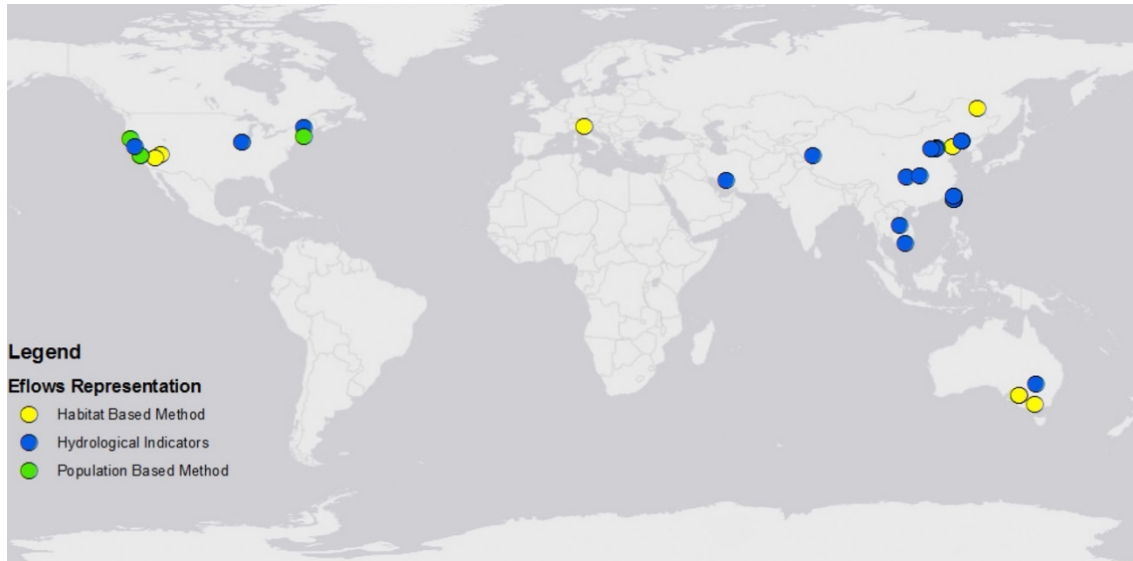 Legend
Eflows Representation
Habitat Based Method
Hydrological Indicators
Population Based Method